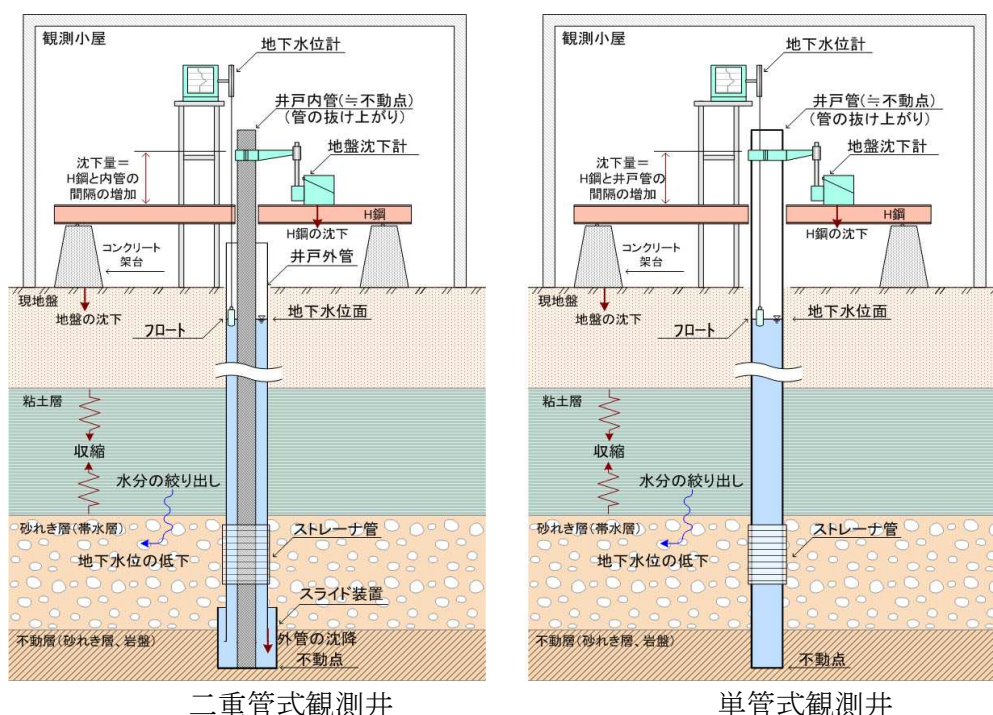 観測小屋
地下水位計
井戸内管(≒不動点)
(管の抜け上がり)
地盤沈下計
沈下量=
H鋼と内管の
間隔の増加
H鋼
H鋼の沈下
コンクリート
架台
井戸外管
現地盤
地盤の沈下
フロート
地下水位面
粘土層
収縮
水分の絞り出し
砂れき層(帯水層)
ストレーナ管
地下水位の低下
スライド装置
不動層(砂れき層、岩盤)
外管の沈降
不動点
二重管式観測井
観測小屋
地下水位計
井戸管(≒不動点)
(管の抜け上がり)
地盤沈下計
沈下量=
H鋼と井戸管の
間隔の増加
H鋼
H鋼の沈下
コンクリート
架台
現地盤
地盤の沈下
フロート
地下水位面
粘土層
収縮
水分の絞り出し
砂れき層(帯水層)
ストレーナ管
地下水位の低下
不動層(砂れき層、岩盤)
不動点
単管式観測井